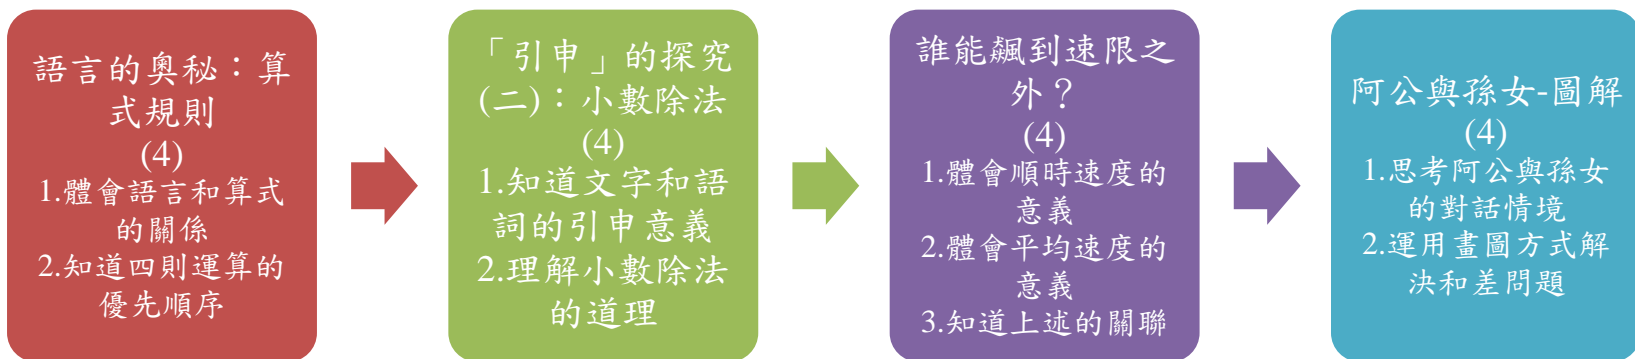 語言的奧秘：算
式規則
(4)
1.體會語言和算式
的關係
2.知道四則運算的
優先順序
「引申」的探究
(二)：小數除法
(4)
1.知道文字和語
詞的引申意義
2.理解小數除法
的道理
誰能飆到速限之
外？
(4)
1.體會順時速度的
意義
2.體會平均速度的
意義
3.知道上述的關聯
阿公與孫女-圖解
(4)
1.思考阿公與孫女
的對話情境
2.運用畫圖方式解
決和差問題